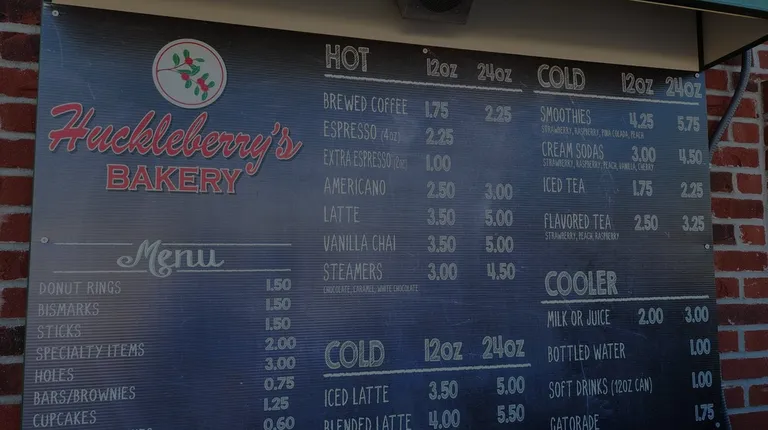 Huckleberry's
BAKERY
Menu
DONUT RINGS 1.50
BISMARKS 1.50
STICKS 1.50
SPECIALTY ITEMS 2.00
HOLES 3.00
BARS/BROWNIES 0.75
CUPCAKES 1.25
0.60
HOT 12OZ 24OZ
BREWED COFFEE 1.75 2.25
ESPRESSO (4oz) 2.25
EXTRA ESPRESSO (2oz) 1.00
AMERICANO 2.50 3.00
LATTE 3.50 5.00
VANILLA CHAI 3.50 5.00
STEAMERS 3.00 4.50
CHOCOLATE, CARAMEL, WHITE CHOCOLATE
COLD 12OZ 24OZ
ICED LATTE 3.50 5.00
BLENDED LATTE 4.00 5.50
COLD 12OZ 24OZ
SMOOTHIES 4.25 5.75
STRAWBERRY, RASPBERRY, PINA COLADA, PEACH
CREAM SODAS 3.00 4.50
STRAWBERRY, RASPBERRY, PEACH, VANILLA, CHERRY
ICED TEA 1.75 2.25
FLAVORED TEA 2.50 3.25
STRAWBERRY, PEACH, RASPBERRY
COOLER
MILK OR JUICE 2.00 3.00
BOTTLED WATER 1.00
SOFT DRINKS (12OZ CAN) 1.00
GATORADE 1.75